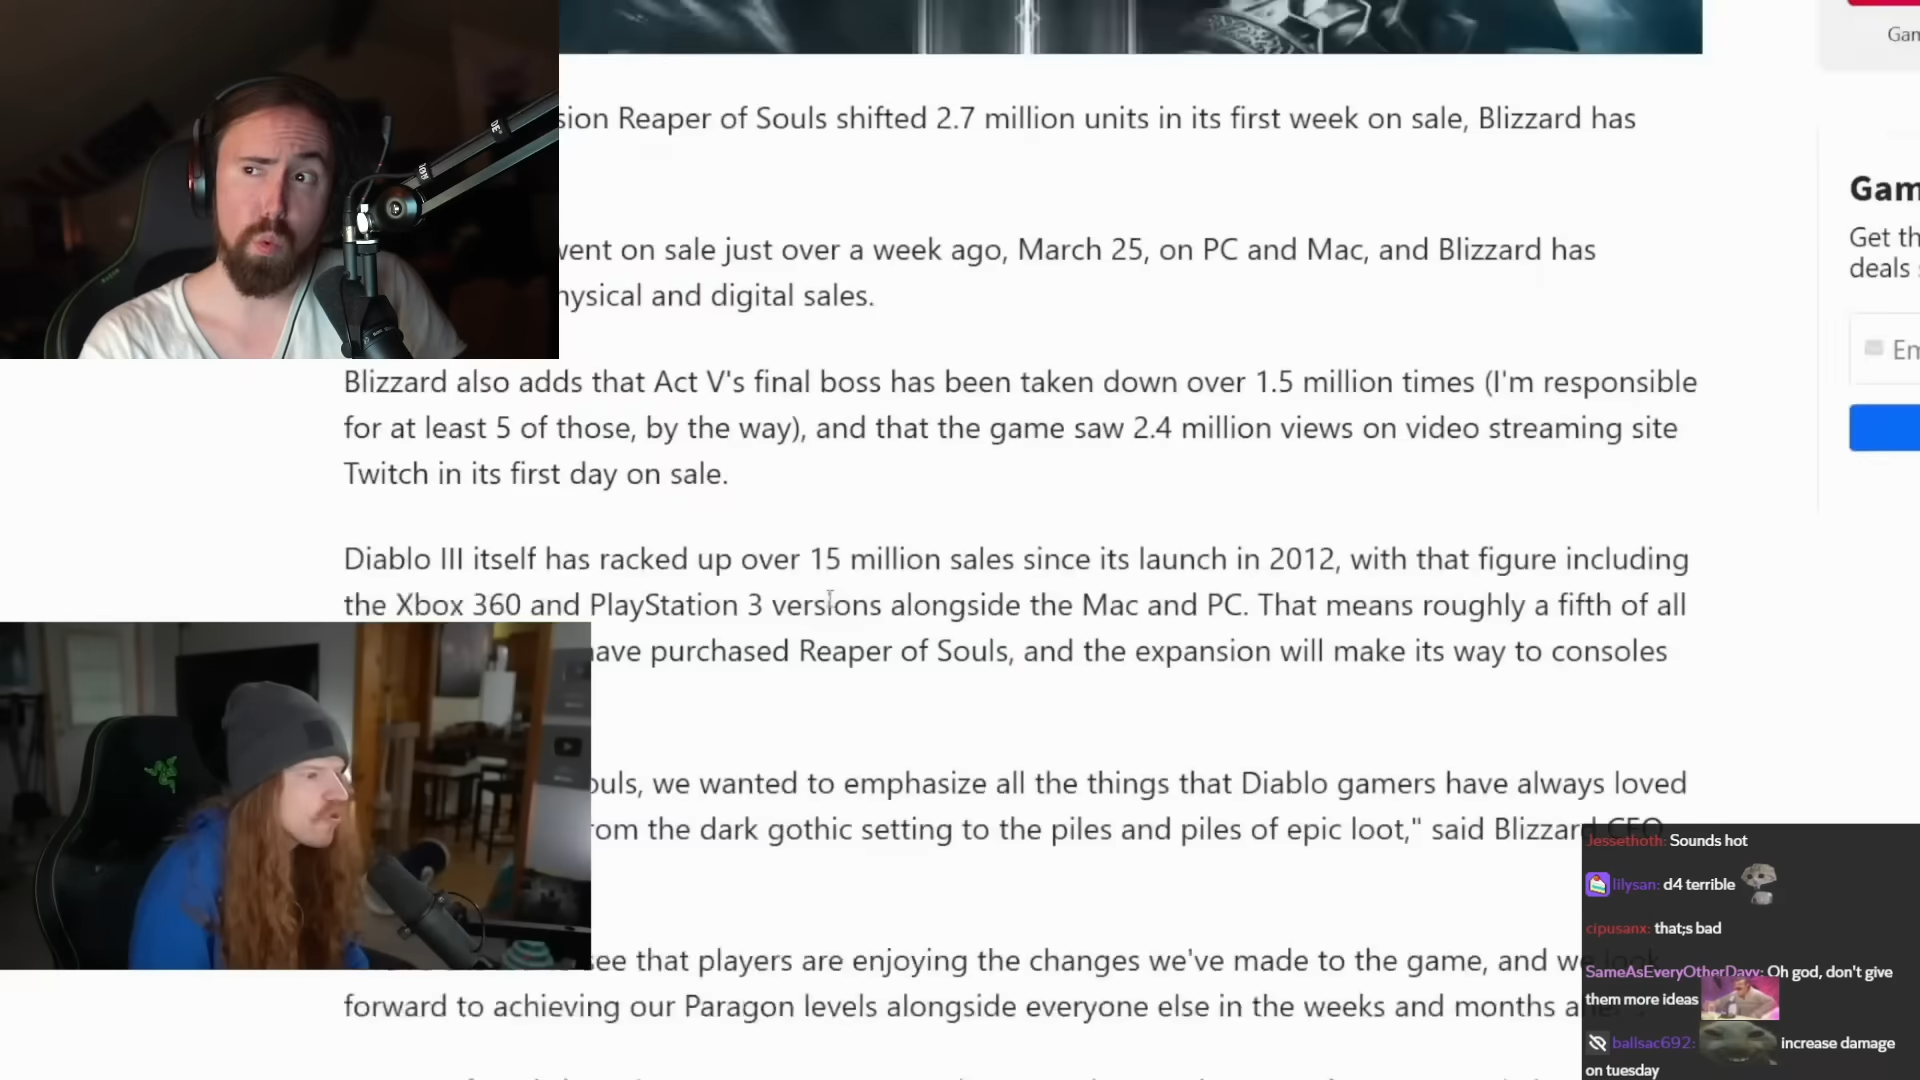 Gam
sion Reaper of Souls shifted 2.7 million units in its first week on sale, Blizzard has
Gam
Get th
deals
went on sale just over a week ago, March 25, on PC and Mac, and Blizzard has
hysical and digital sales.
Em
Blizzard also adds that Act V's final boss has been taken down over 1.5 million times (I'm responsible
for at least 5 of those, by the way), and that the game saw 2.4 million views on video streaming site
Twitch in its first day on sale.
Diablo III itself has racked up over 15 million sales since its launch in 2012, with that figure including
the Xbox 360 and PlayStation 3 versions alongside the Mac and PC. That means roughly a fifth of all
have purchased Reaper of Souls, and the expansion will make its way to consoles
ouls, we wanted to emphasize all the things that Diablo gamers have always loved
rom the dark gothic setting to the piles and piles of epic loot," said Blizzard CEO
see that players are enjoying the changes we've made to the game, and we look
forward to achieving our Paragon levels alongside everyone else in the weeks and months
Jessethoth: Sounds hot
lilysan: d4 terrible
cipusanx: that;s bad
SameAsEveryOtherDavy: Oh god, don't give
them more ideas
ballsac692: increase damage
on tuesday